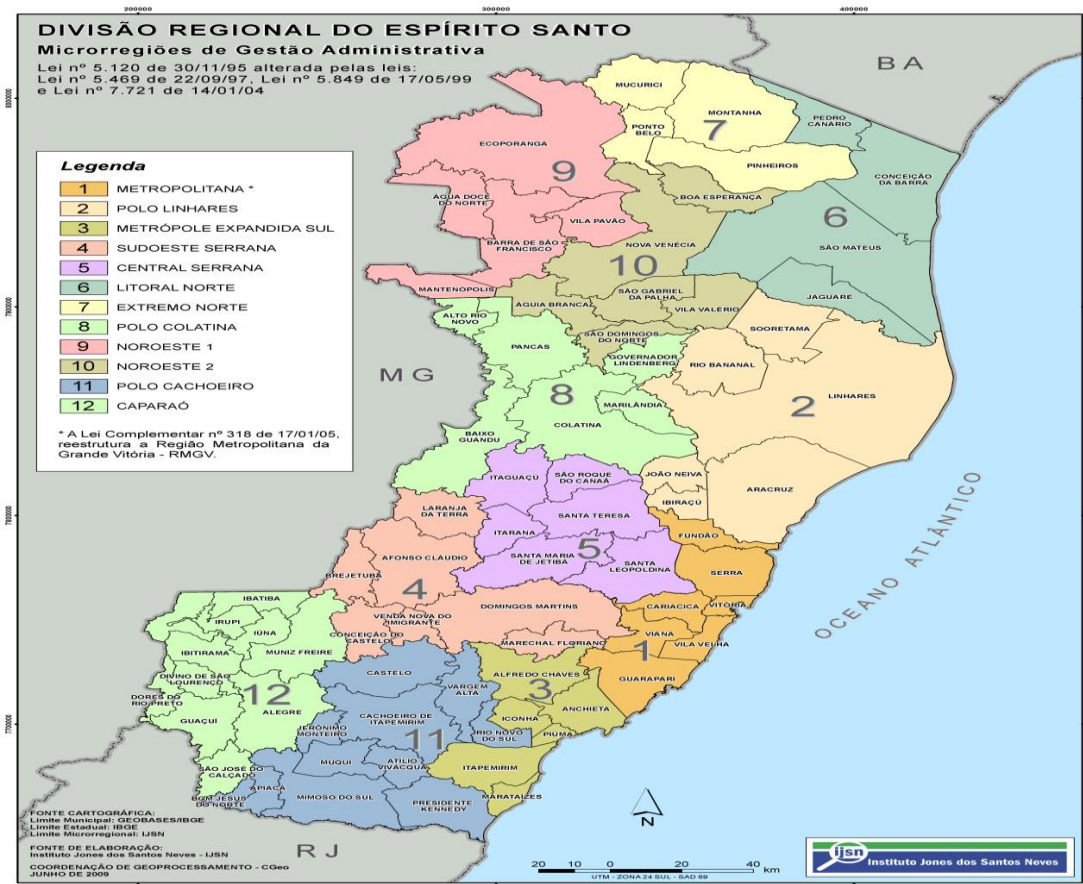 200000
300000
400000
DIVISÃO REGIONAL DO ESPÍRITO SANTO
Microrregiões de Gestão Administrativa
Lei nº 5.120 de 30/11/95 alterada pelas leis:
Lei nº 5.469 de 22/09/97, Lei nº 5.849 de 17/05/99
e Lei nº 7.721 de 14/01/04
BA
MUCURICI
MONTANHA
PEDRO
CANÁRIO
PONTO
BELO
7
ECOPORANGA
PINHEIROS
9
CONCEIÇÃO
DA BARRA
Legenda
1 METROPOLITANA *
2 POLO LINHARES
3 METRÓPOLE EXPANDIDA SUL
4 SUDOESTE SERRANA
5 CENTRAL SERRANA
6 LITORAL NORTE
7 EXTREMO NORTE
8 POLO COLATINA
9 NOROESTE 1
10 NOROESTE 2
11 POLO CACHOEIRO
12 CAPARAÓ
* A Lei Complementar nº 318 de 17/01/05,
reestrutura a Região Metropolitana da
Grande Vitória - RMGV.
ÁGUA DOCE
DO NORTE
BOA ESPERANÇA
VILA PAVÃO
6
BARRA DE SÃO
FRANCISCO
NOVA VENÉCIA
SÃO MATEUS
10
MANTENÓPOLIS
SÃO GABRIEL
DA PALHA
JAGUARÉ
ÁGUIA BRANCA
VILA VALÉRIO
ALTO RIO
NOVO
SOORETAMA
SÃO DOMINGOS
DO NORTE
PANCAS
GOVERNADOR
LINDENBERG
RIO BANANAL
MG
8
LINHARES
2
MARILÂNDIA
COLATINA
BAIXO
GUANDU
ITAGUAÇÚ
SÃO ROQUE
DO CANAÃ
JOÃO NEIVA
ARACRUZ
IBIRAÇÚ
LARANJA
DA TERRA
SANTA TERESA
ITARANA
FUNDÃO
5
AFONSO CLÁUDIO
SANTA MARIA
DE JETIBÁ
SANTA
LEOPOLDINA
SERRA
BREJETUBA
4
OCEANO ATLÂNTICO
IBATIBA
DOMINGOS MARTINS
CARIACICA
VITÓRIA
IRUPI
VENDA NOVA DO
IMIGRANTE
IÚNA
CONCEIÇÃO DO
CASTELO
VIANA
IBITIRAMA
MUNIZ FREIRE
MARECHAL FLORIANO
VILA VELHA
1
DIVINO DE SÃO
LOURENÇO
CASTELO
ALFREDO CHAVES
GUARAPARI
12
VARGEM
ALTA
3
DORES DO
RIO PRETO
ALEGRE
ANCHIETA
GUAÇUÍ
CACHOEIRO DE
ITAPEMIRIM
ICONHA
JERÔNIMO
MONTEIRO
11
RIO NOVO
DO SUL
PIÚMA
MUQUI
ATÍLIO
VIVACQUA
ITAPEMIRIM
SÃO JOSÉ DO
CALÇADO
APIACÁ
BOM JESUS
DO NORTE
MIMOSO DO SUL
PRESIDENTE
KENNEDY
MARATAÍZES
N
RJ
FONTE CARTOGRÁFICA:
Limite Municipal: GEOBASES/IBGE
Limite Estadual: IBGE
Limite Microrregional: IJSN
FONTE DE ELABORAÇÃO:
Instituto Jones dos Santos Neves - IJSN
COORDENAÇÃO DE GEOPROCESSAMENTO - CGeo
JUNHO DE 2009
20 10 0 20 40 km
UTM - ZONA 24 SUL - SAD 69
ijsn Instituto Jones dos Santos Neves